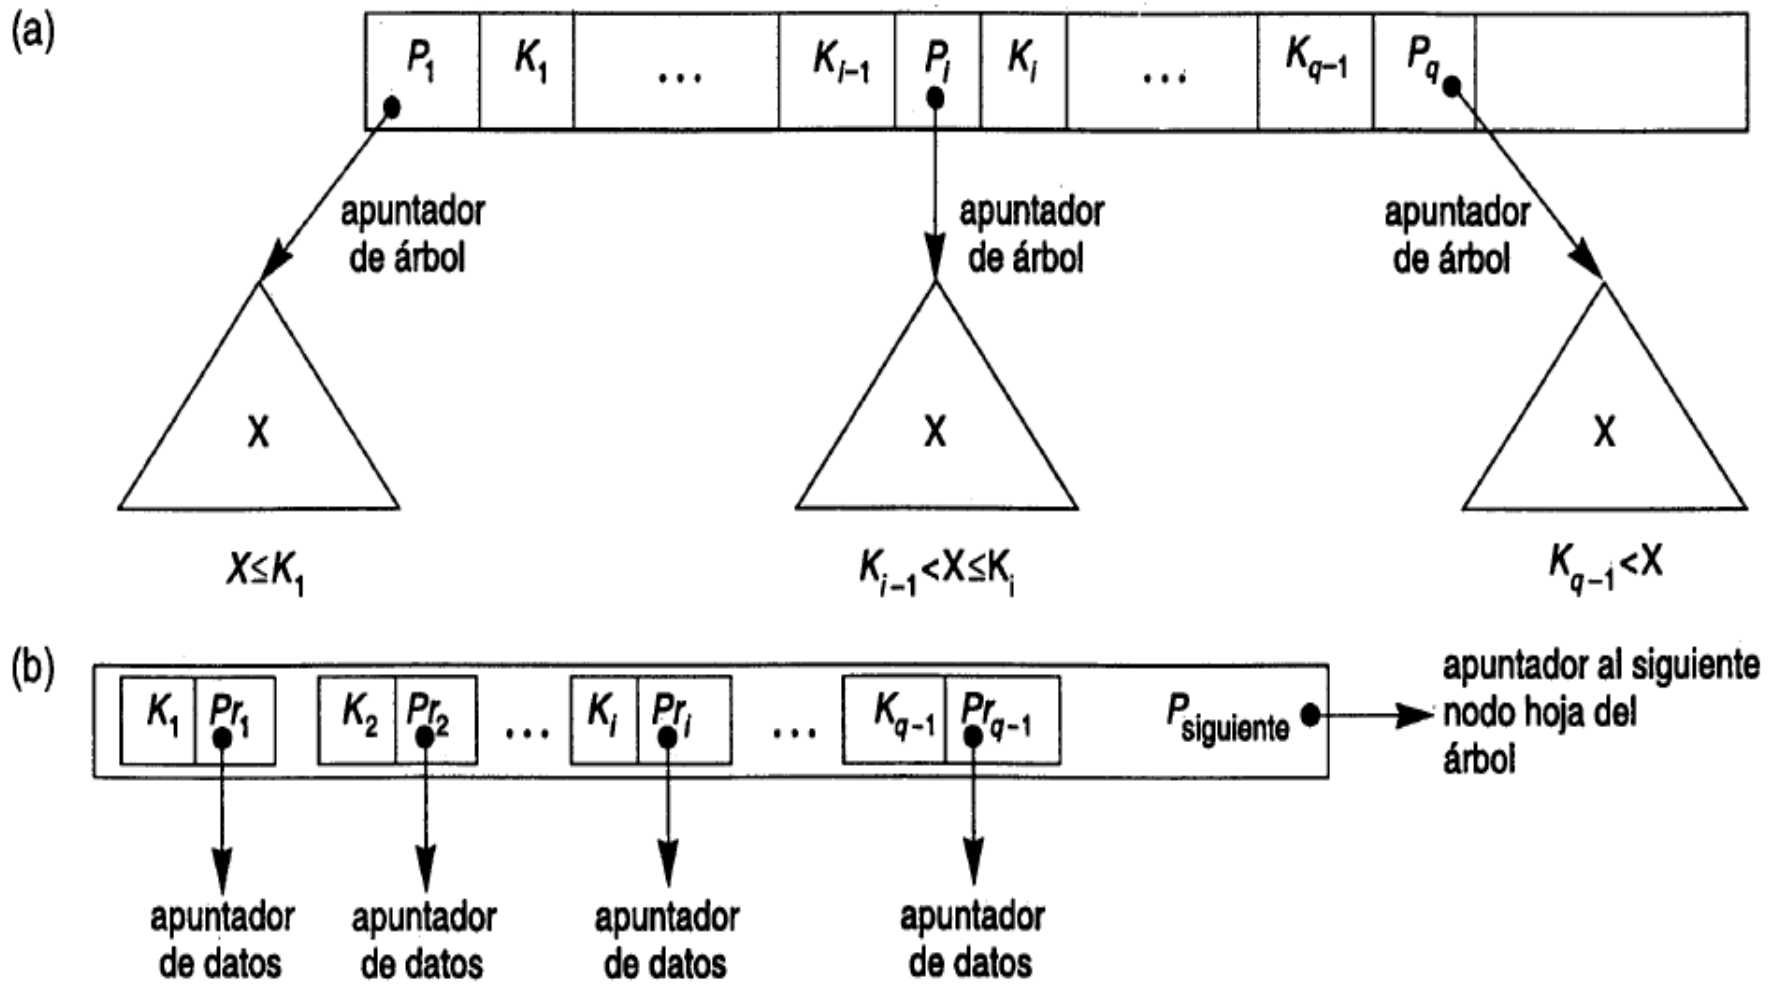 (a)
P1 K1 ... Ki–1 Pi Ki ... Kq–1 Pq
apuntador
de árbol
apuntador
de árbol
apuntador
de árbol
X X X
X≤K1 Ki–1<X≤Ki Kq–1<X
(b)
K1 Pr1 K2 Pr2 ... Ki Pri ... Kq–1 Prq–1 Psiguiente
apuntador al siguiente
nodo hoja del
árbol
apuntador
de datos
apuntador
de datos
apuntador
de datos
apuntador
de datos